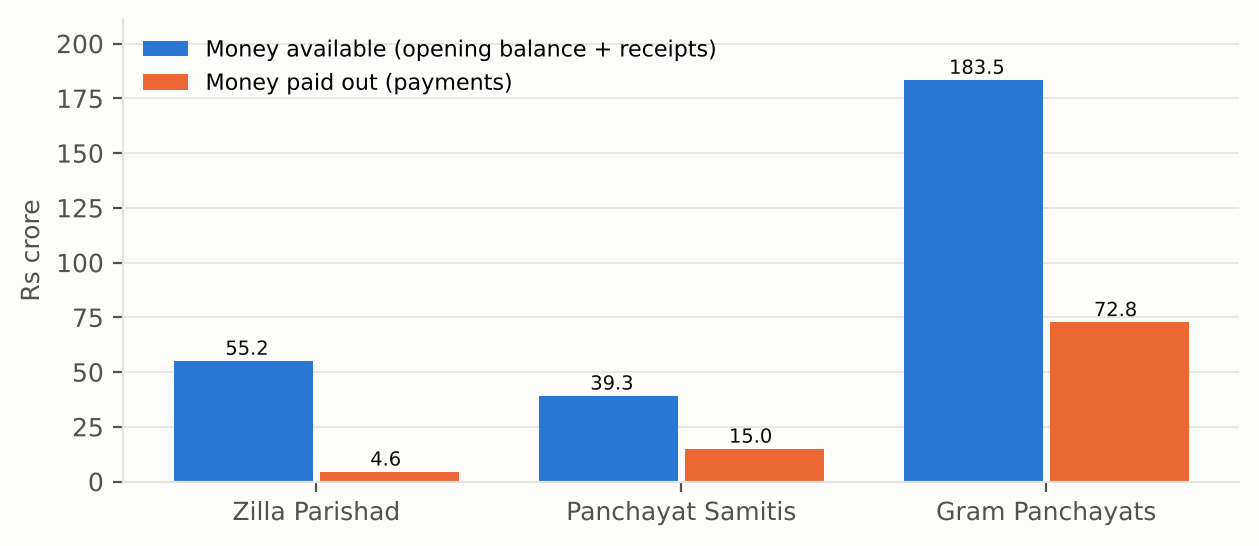 Money available (opening balance + receipts)
Money paid out (payments)
Rs crore
200
175
150
125
100
75
50
25
0
55.2
4.6
39.3
15.0
183.5
72.8
Zilla Parishad
Panchayat Samitis
Gram Panchayats